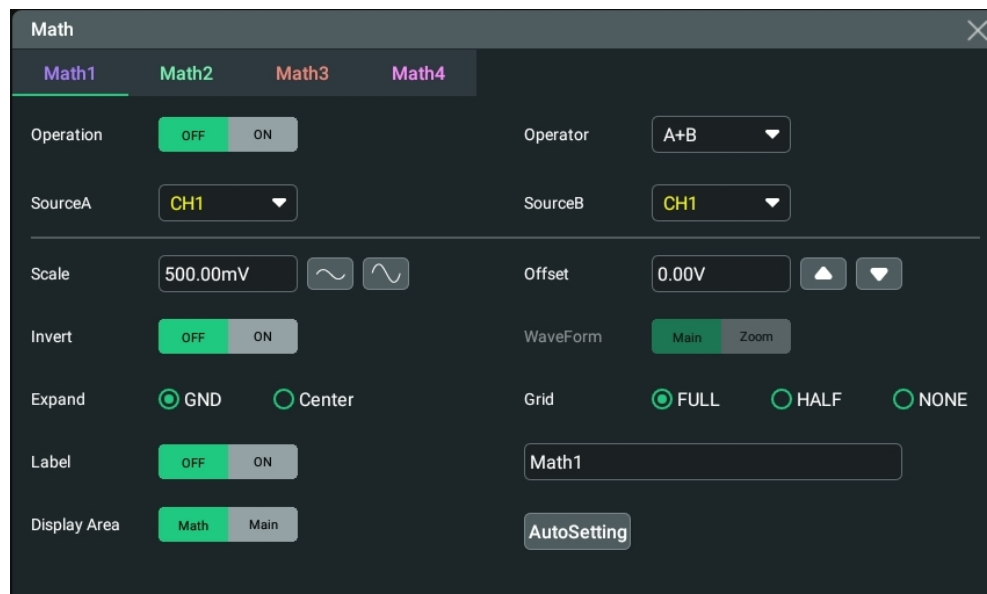 Math
Math1 Math2 Math3 Math4
Operation OFF ON Operator A+B
SourceA CH1 SourceB CH1
Scale 500.00mV Offset 0.00V
Invert OFF ON WaveForm Main Zoom
Expand GND Center Grid FULL HALF NONE
Label OFF ON Math1
Display Area Math Main AutoSetting